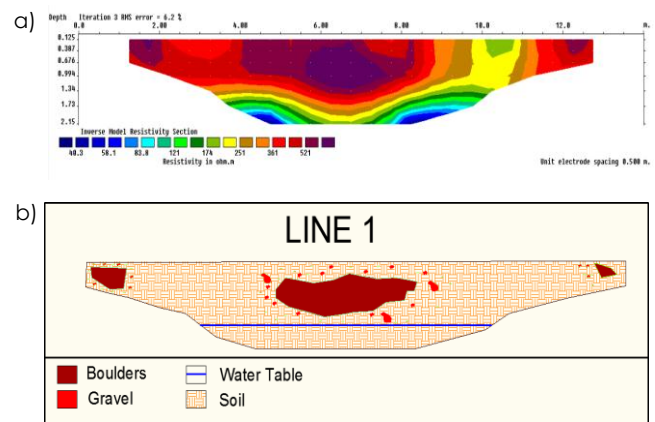 a)
Depth Iteration 3 RMS error = 6.2 %
0.0 2.00 4.00 6.00 8.00 10.0 12.0 m.
0.125
0.387
0.676
0.994
1.34
1.73
2.15
Inverse Model Resistivity Section
40.3 58.1 83.8 121 174 251 361 521
Resistivity in ohm.m
Unit electrode spacing 0.500 m.
b)
LINE 1
Boulders
Water Table
Gravel
Soil